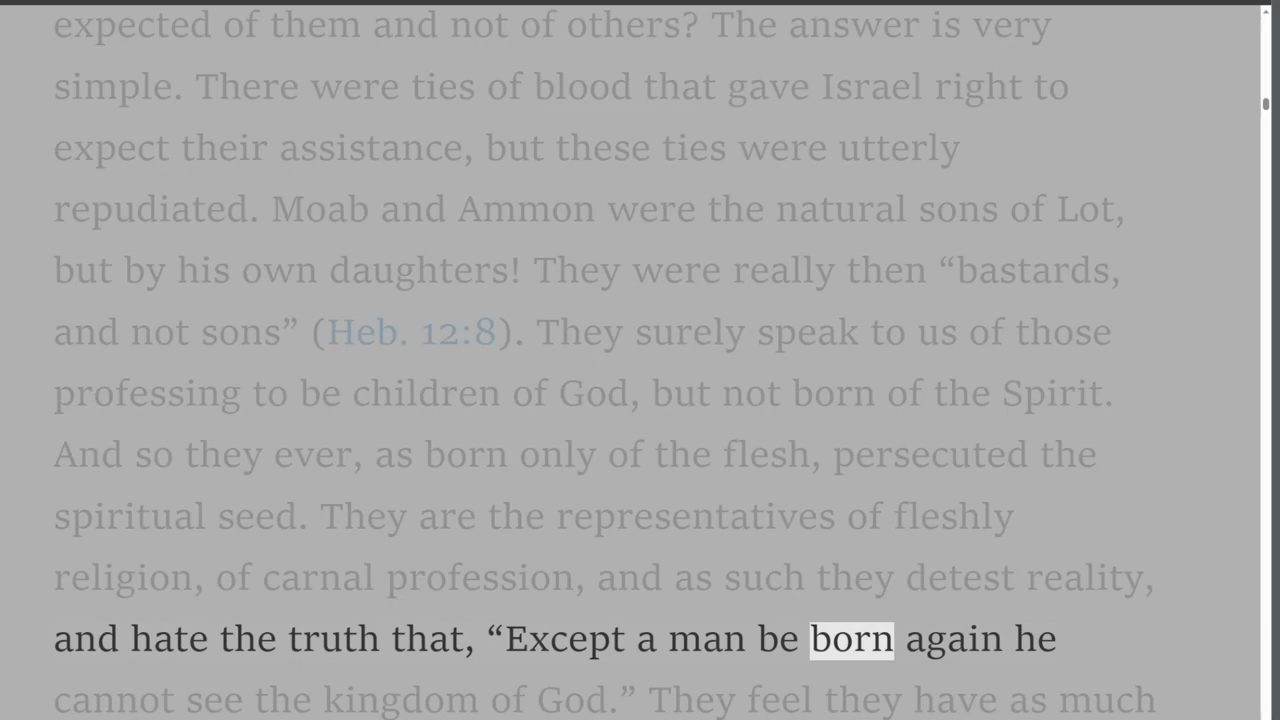 expected of them and not of others? The answer is very
simple. There were ties of blood that gave Israel right to
expect their assistance, but these ties were utterly
repudiated. Moab and Ammon were the natural sons of Lot,
but by his own daughters! They were really then “bastards,
and not sons” (Heb. 12:8). They surely speak to us of those
professing to be children of God, but not born of the Spirit.
And so they ever, as born only of the flesh, persecuted the
spiritual seed. They are the representatives of fleshly
religion, of carnal profession, and as such they detest reality,
and hate the truth that, “Except a man be born again he
cannot see the kingdom of God.” They feel they have as much